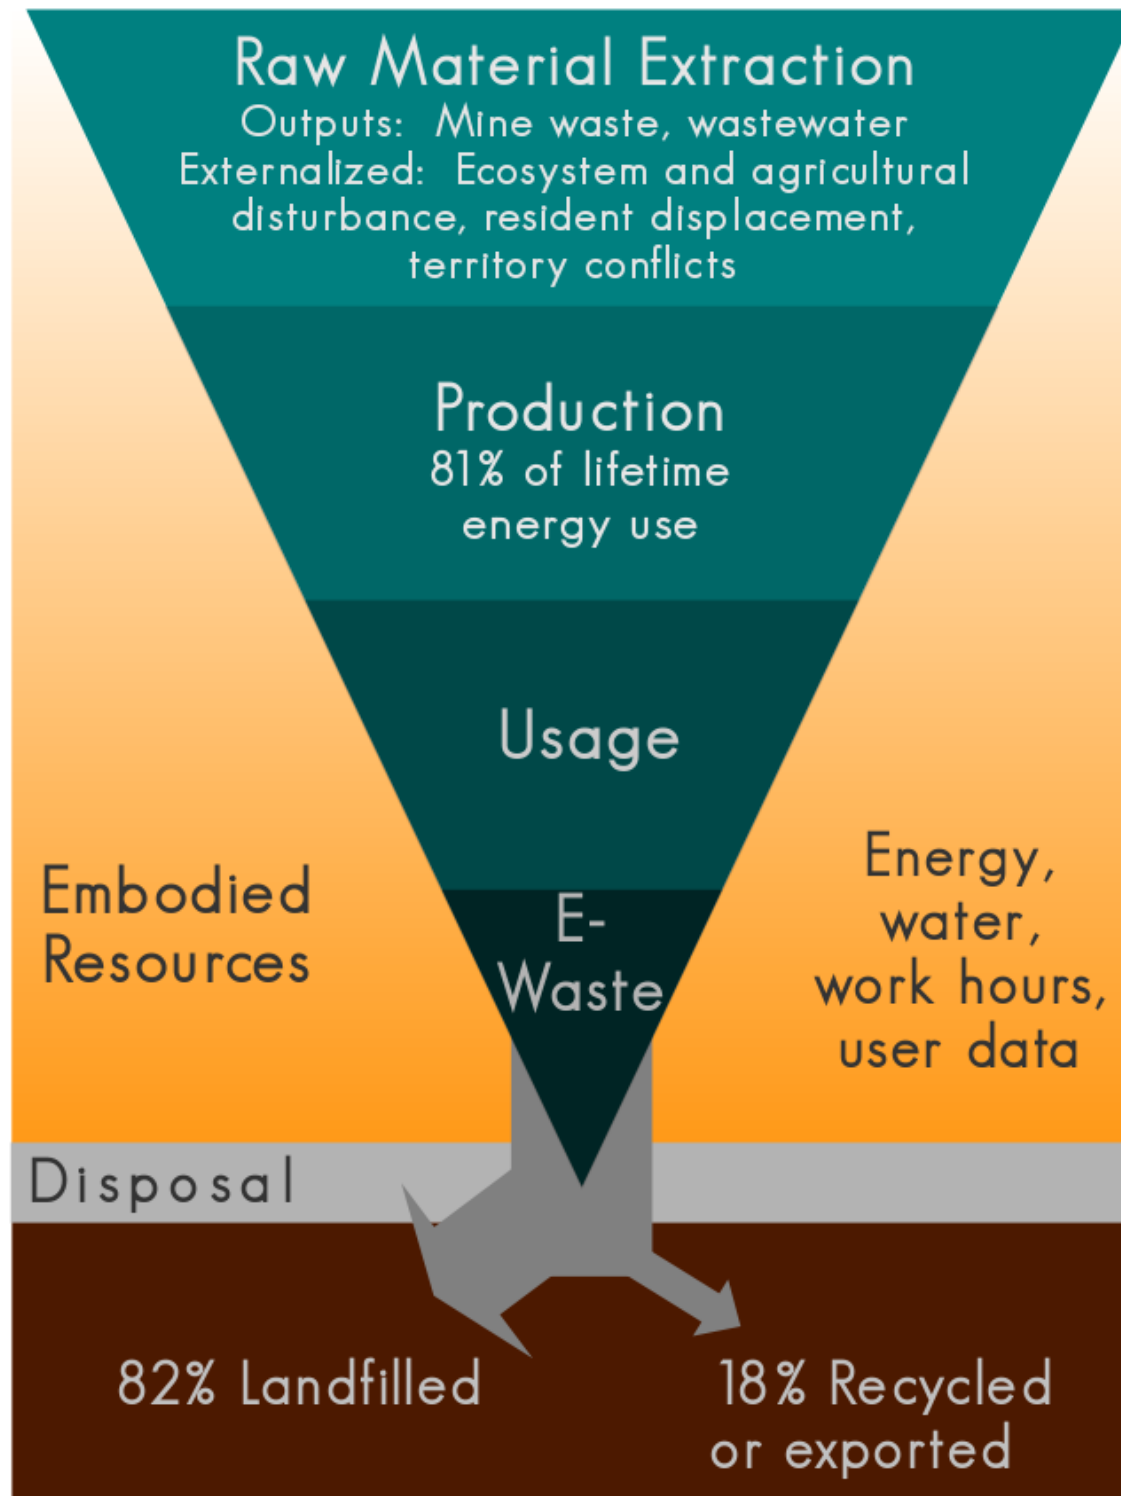 Raw Material Extraction
Outputs: Mine waste, wastewater
Externalized: Ecosystem and agricultural
disturbance, resident displacement,
territory conflicts
Production
81% of lifetime
energy use
Usage
E-
Waste
Embodied
Resources
Energy,
water,
work hours,
user data
Disposal
82% Landfilled
18% Recycled
or exported